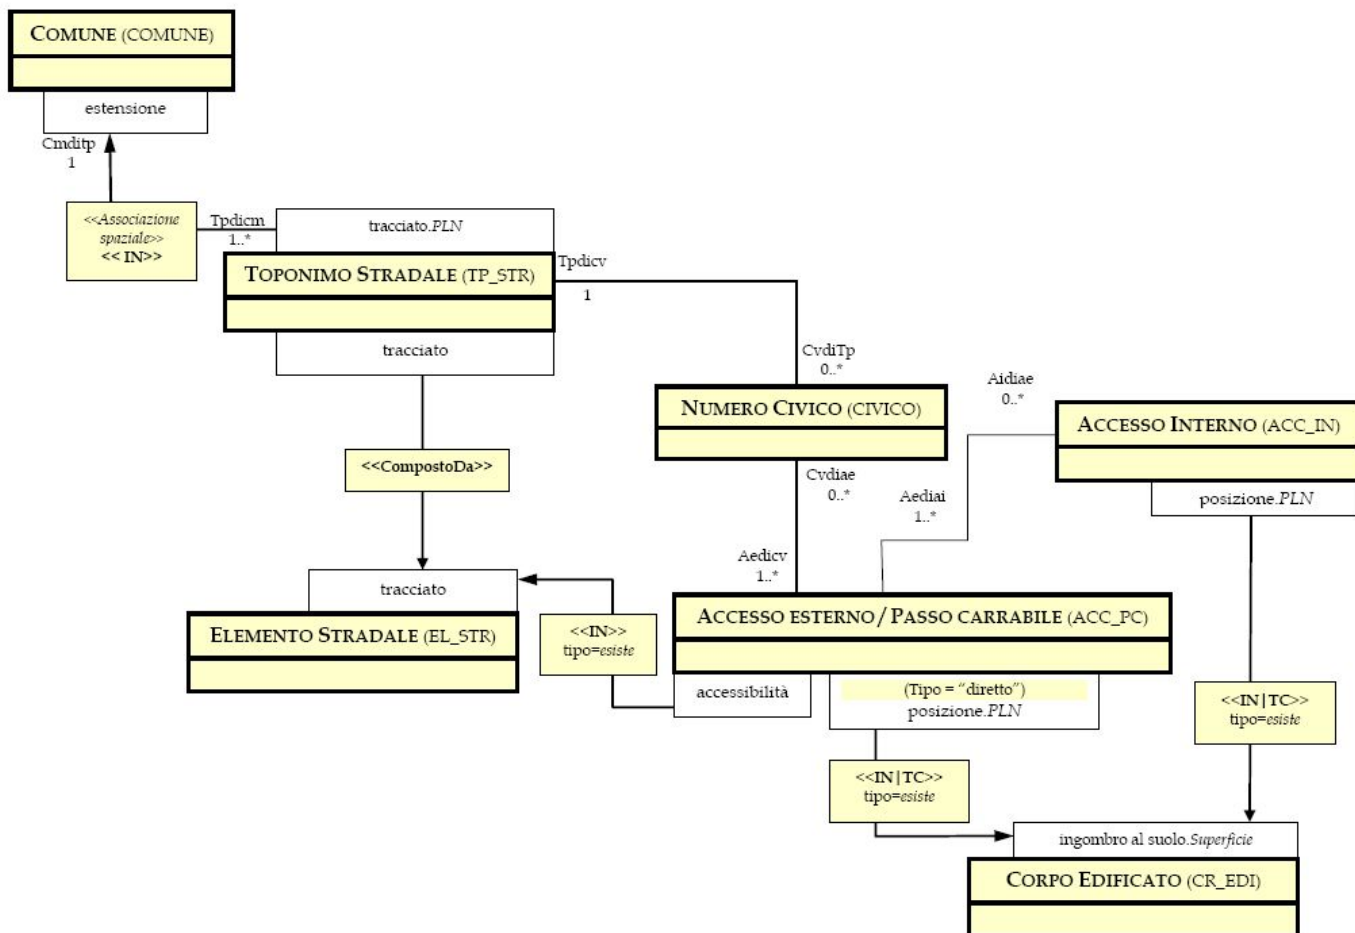 COMUNE (COMUNE)
estensione
Cmditp
1
<<Associazione
spaziale>>
<< IN>>
Tpdicm
1..*
tracciato.PLN
TOPONIMO STRADALE (TP_STR)
tracciato
Tpdicv
1
CvdiTp
0..*
NUMERO CIVICO (CIVICO)
Cvdiae
0..*
Aidiae
0..*
ACCESSO INTERNO (ACC_IN)
posizione.PLN
Aediai
1..*
<<CompostoDa>>
Aedicv
1..*
tracciato
ELEMENTO STRADALE (EL_STR)
<<IN>>
tipo=esiste
ACCESSO ESTERNO / PASSO CARRABILE (ACC_PC)
accessibilità
(Tipo = “diretto”)
posizione.PLN
<<IN|TC>>
tipo=esiste
<<IN|TC>>
tipo=esiste
ingombro al suolo.Superficie
CORPO EDIFICATO (CR_EDI)